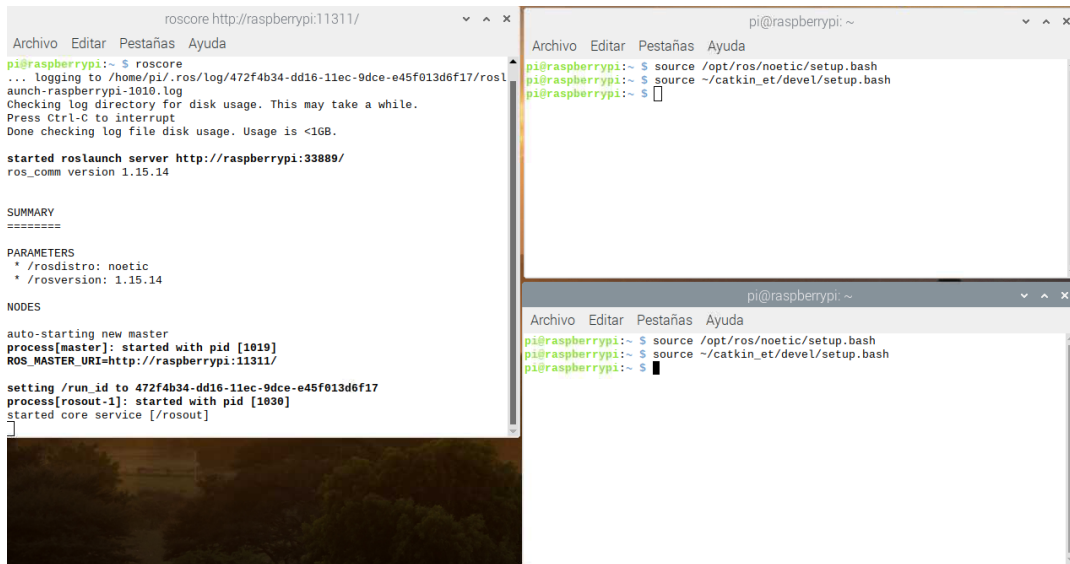 roscore http://raspberrypi:11311/
Archivo Editar Pestañas Ayuda
pi@raspberrypi:~ $ roscore
... logging to /home/pi/.ros/log/472f4b34-dd16-11ec-9dce-e45f013d6f17/rosl
aunch-raspberrypi-1010.log
Checking log directory for disk usage. This may take a while.
Press Ctrl-C to interrupt
Done checking log file disk usage. Usage is <1GB.
started roslaunch server http://raspberrypi:33889/
ros_comm version 1.15.14
SUMMARY
========
PARAMETERS
* /rosdistro: noetic
* /rosversion: 1.15.14
NODES
auto-starting new master
process[master]: started with pid [1019]
ROS_MASTER_URI=http://raspberrypi:11311/
setting /run_id to 472f4b34-dd16-11ec-9dce-e45f013d6f17
process[rosout-1]: started with pid [1030]
started core service [/rosout]
pi@raspberrypi: ~
Archivo Editar Pestañas Ayuda
pi@raspberrypi:~ $ source /opt/ros/noetic/setup.bash
pi@raspberrypi:~ $ source ~/catkin_et/devel/setup.bash
pi@raspberrypi:~ $
pi@raspberrypi: ~
Archivo Editar Pestañas Ayuda
pi@raspberrypi:~ $ source /opt/ros/noetic/setup.bash
pi@raspberrypi:~ $ source ~/catkin_et/devel/setup.bash
pi@raspberrypi:~ $